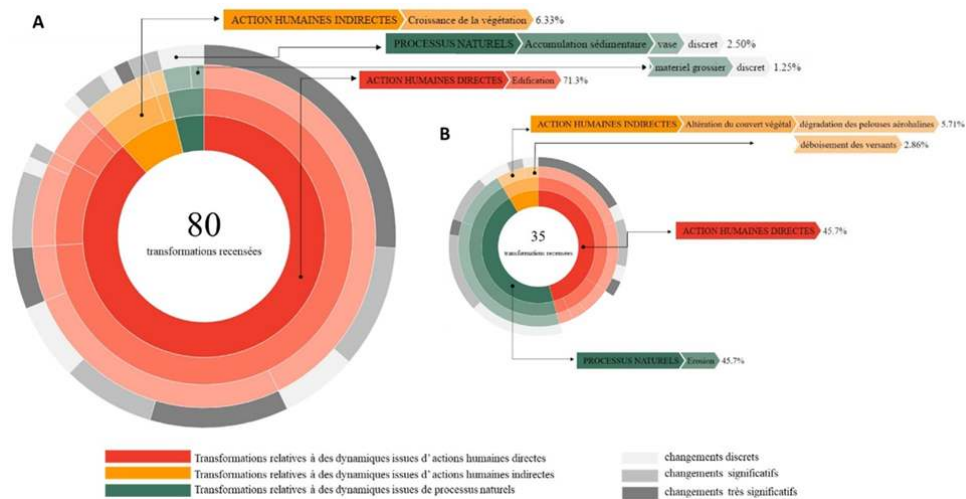 A
ACTION HUMAINES INDIRECTES Croissance de la végétation 6.33%
PROCESSUS NATURELS Accumulation sédimentaire vase discret 2.50%
materiel grossier discret 1.25%
ACTION HUMAINES DIRECTES Edification 71.3%
80
transformations recensées
B
ACTION HUMAINES INDIRECTES Altération du couvert végétal dégradation des pelouses aérohalines 5.71%
déboisement des versants 2.86%
35
transformations recensées
ACTION HUMAINES DIRECTES 45.7%
PROCESSUS NATURELS Erosion 45.7%
Transformations relatives à des dynamiques issues d'actions humaines directes
Transformations relatives à des dynamiques issues d'actions humaines indirectes
Transformations relatives à des dynamiques issues de processus naturels
changements discrets
changements significatifs
changements très significatifs